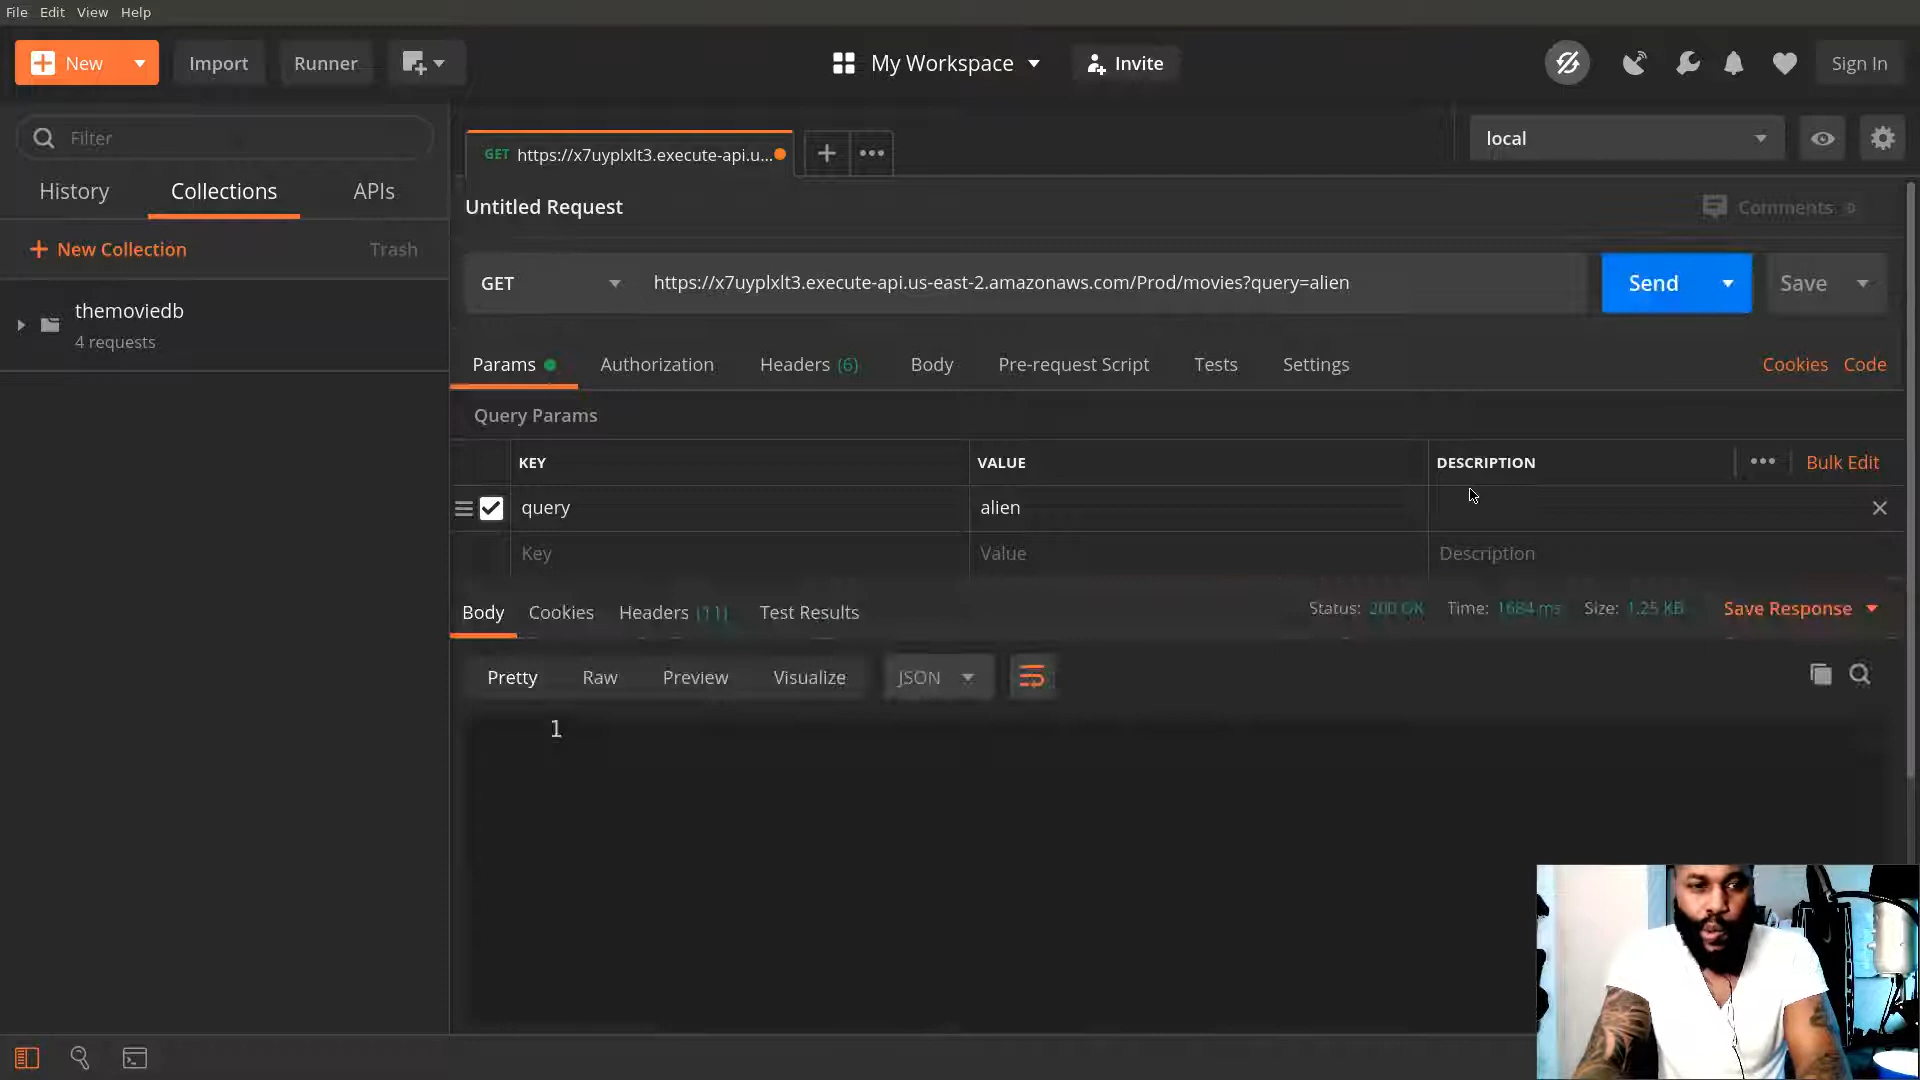 File Edit View Help
New Import Runner My Workspace Invite Sign In
Filter
History Collections APIs
New Collection Trash
themoviedb
4 requests
GET https://x7uyplxlt3.execute-api.u...
local
Untitled Request
Comments 0
GET https://x7uyplxlt3.execute-api.us-east-2.amazonaws.com/Prod/movies?query=alien Send Save
Params Authorization Headers (6) Body Pre-request Script Tests Settings Cookies Code
Query Params
KEY VALUE DESCRIPTION Bulk Edit
query alien
Key Value Description
Body Cookies Headers (11) Test Results Status: 200 OK Time: 1684 ms Size: 1.25 KB Save Response
Pretty Raw Preview Visualize JSON
1